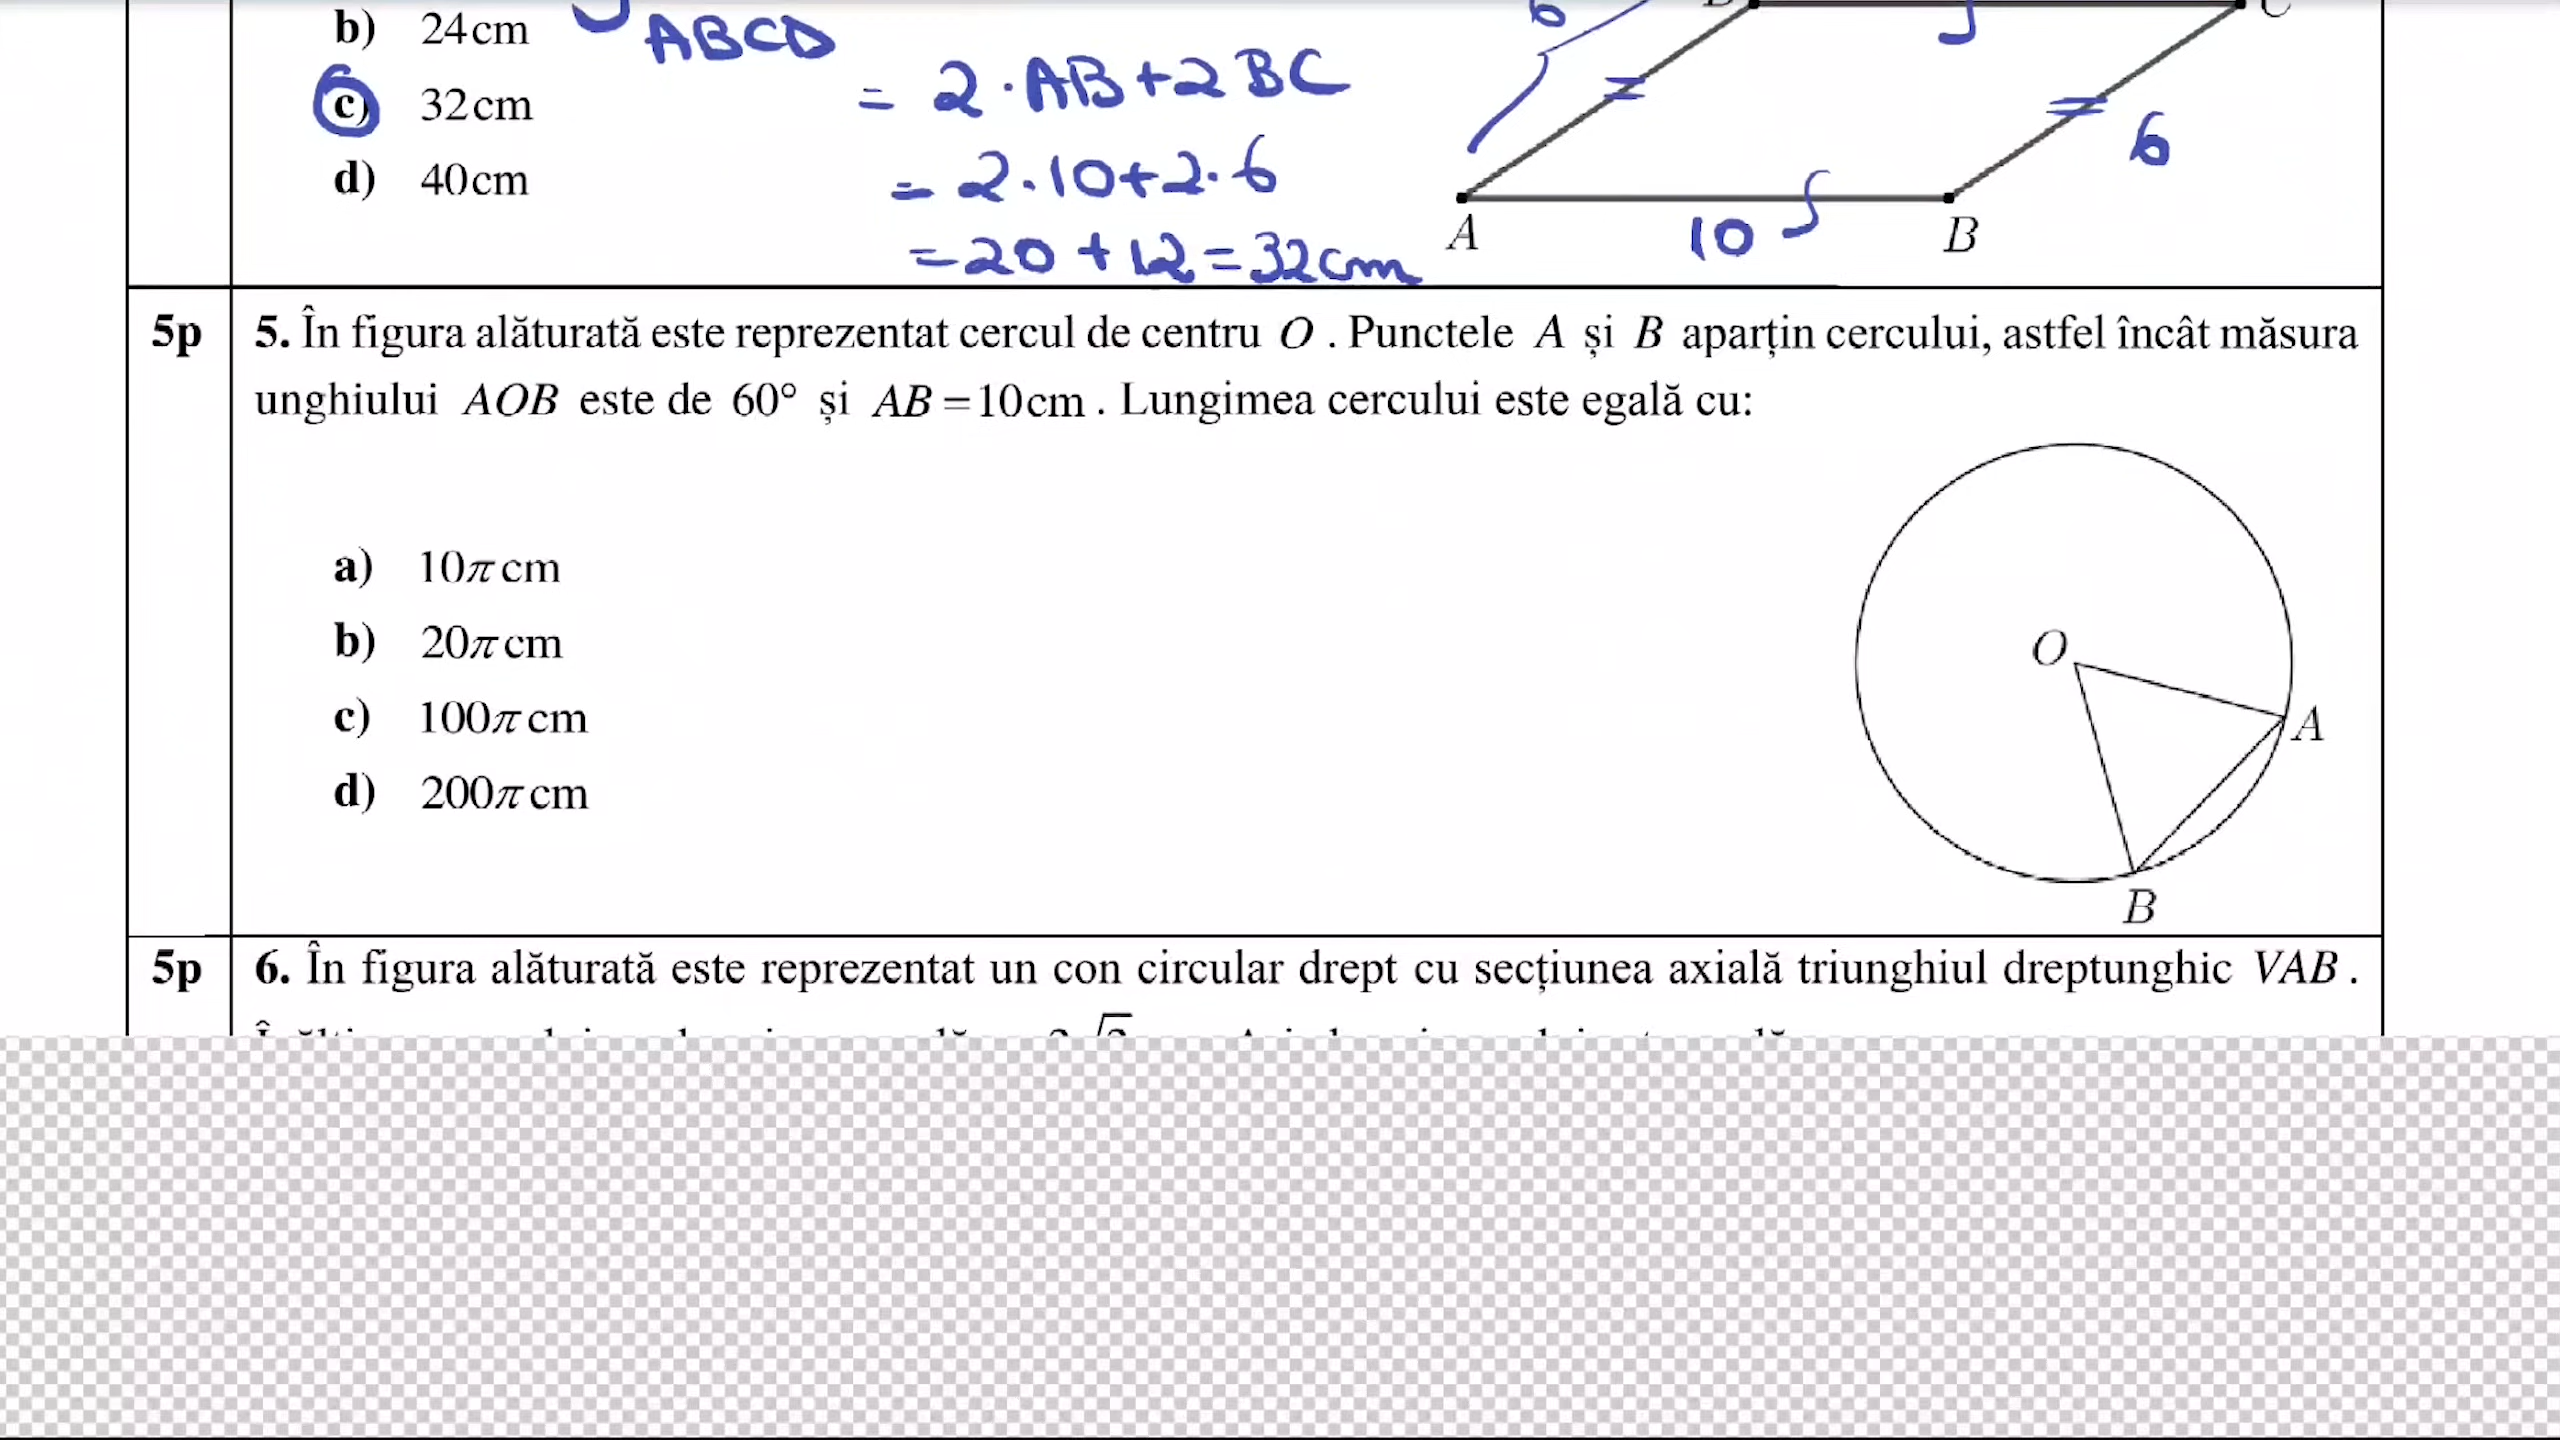 b) 24cm
ABCD
= 2·AB+2BC
c) 32cm
6
= 2·10+2·6
d) 40cm
6
A
10
B
=20+12=32cm
5p 5. În figura alăturată este reprezentat cercul de centru O. Punctele A și B aparțin cercului, astfel încât măsura
unghiului AOB este de 60° și AB=10cm. Lungimea cercului este egală cu:
a) 10π cm
b) 20π cm
c) 100π cm
d) 200π cm
O
A
B
5p 6. În figura alăturată este reprezentat un con circular drept cu secțiunea axială triunghiul dreptunghic VAB.